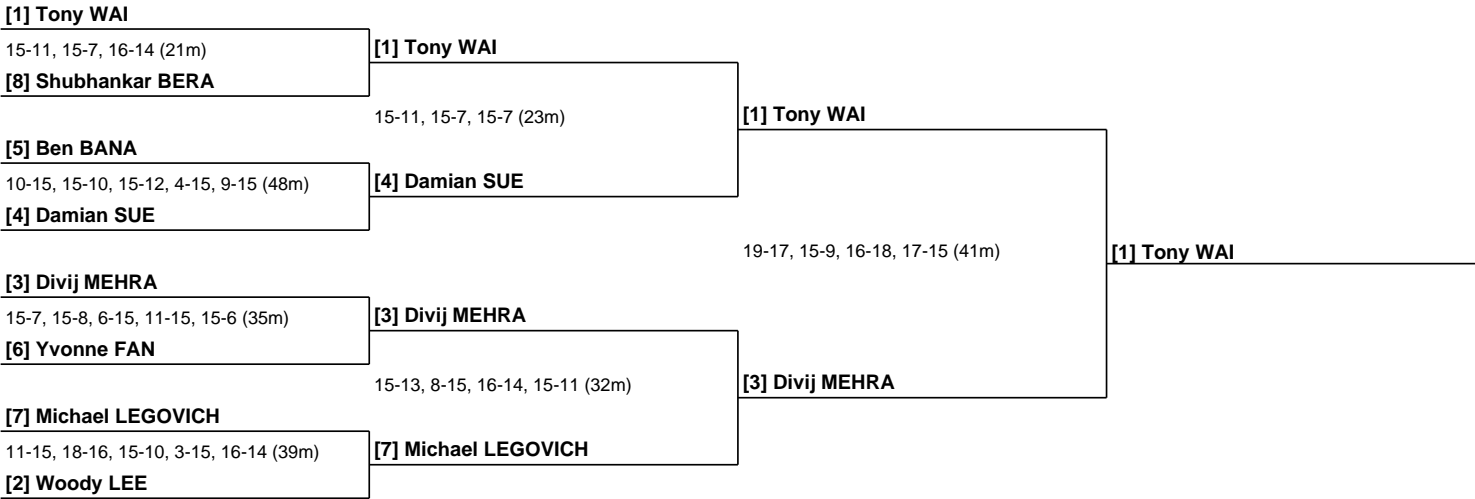 [1] Tony WAI
15-11, 15-7, 16-14 (21m)
[8] Shubhankar BERA
[5] Ben BANA
10-15, 15-10, 15-12, 4-15, 9-15 (48m)
[4] Damian SUE
[3] Divij MEHRA
15-7, 15-8, 6-15, 11-15, 15-6 (35m)
[6] Yvonne FAN
[7] Michael LEGOVICH
11-15, 18-16, 15-10, 3-15, 16-14 (39m)
[2] Woody LEE
[1] Tony WAI
15-11, 15-7, 15-7 (23m)
[4] Damian SUE
[3] Divij MEHRA
15-13, 8-15, 16-14, 15-11 (32m)
[7] Michael LEGOVICH
[1] Tony WAI
19-17, 15-9, 16-18, 17-15 (41m)
[3] Divij MEHRA
[1] Tony WAI